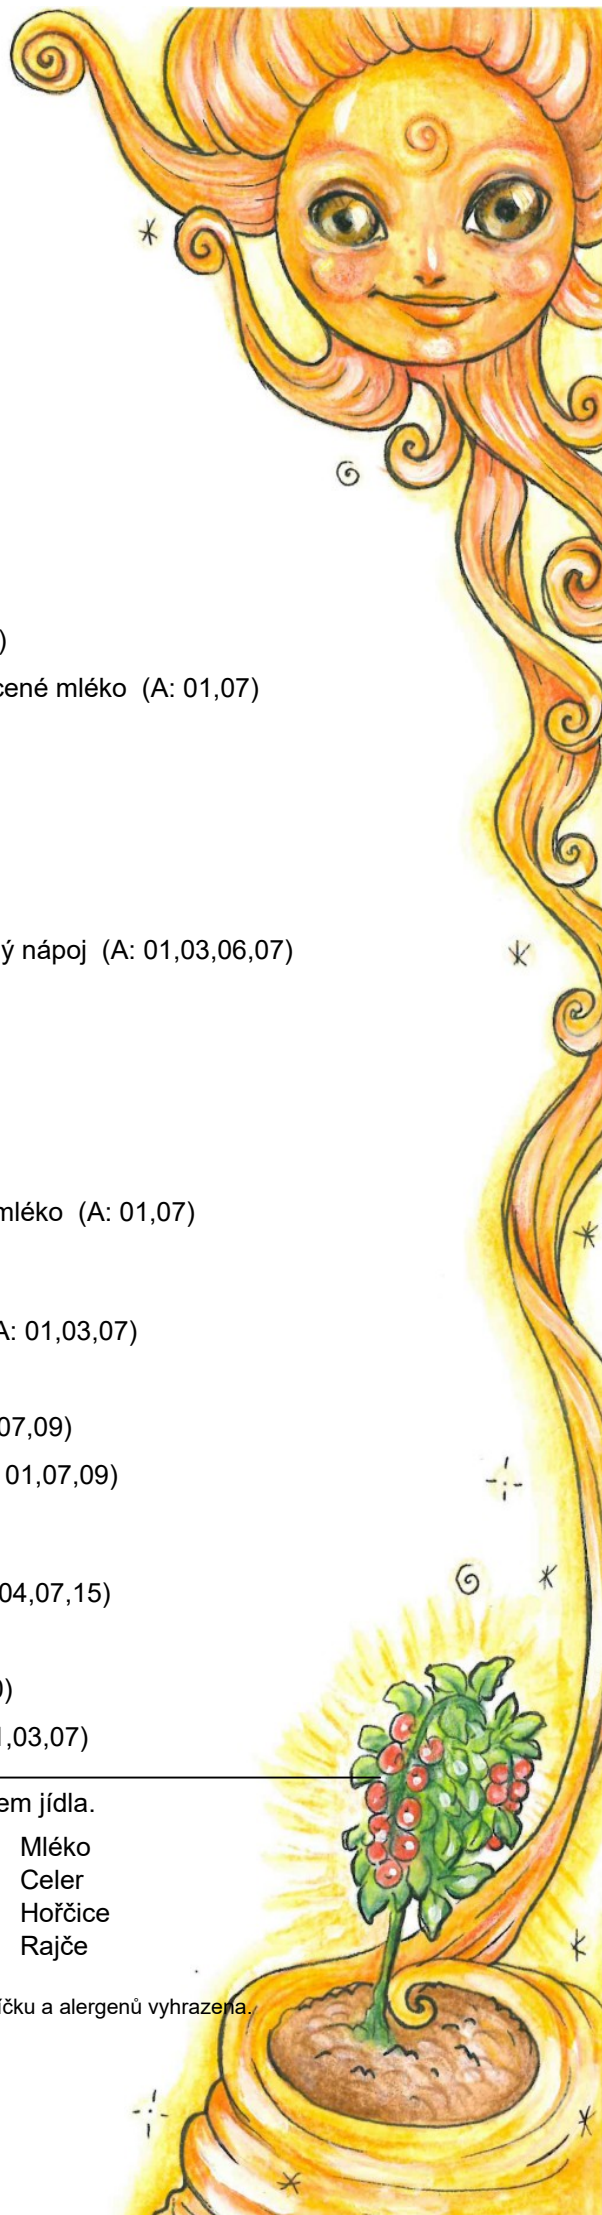 )
cené mléko (A: 01,07)
ý nápoj (A: 01,03,06,07)
mléko (A: 01,07)
A: 01,03,07)
07,09)
01,07,09)
04,07,15)
)
1,03,07)
em jídla.
Mléko
Celer
Hořčice
Rajče
íčku a alergenů vyhrazena.